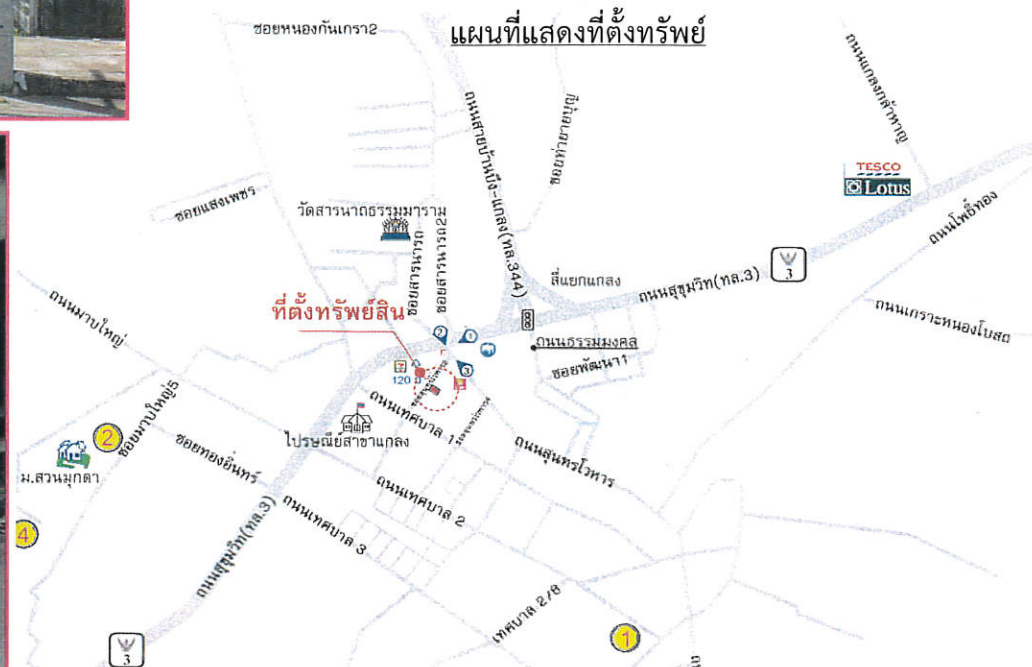 แผนที่แสดงที่ตั้งทรัพย์
ซอยหนองกันเกรา2
ถนนแกลงกล้าหาญ
ถนนสายบ้านบึง-แกลง(ทล.344)
ซอยท่ายายบุญ
TESCO
Lotus
ซอยแสงเพชร
วัดสารนาถธรรมมาราม
ซอยสารนารถ
ซอยสารนารถ2
ถนนโพธิ์ทอง
สี่แยกแกลง
ถนนสุขุมวิท(ทล.3)
3
ถนนมาบใหญ่
ที่ตั้งทรัพย์สิน
ถนนเกราะหนองโบสถ
2
1
ถนนธรรมมงคล
ซอยพัฒนา1
3
7
120 ม
ถนนเทศบาล 1
ไปรษณีย์สาขาแกลง
ซอยมาบใหญ่5
2
ซอยทองอิ่นทร์
ถนนสุนทรโวหาร
ม.สวนมุกดา
ถนนเทศบาล 2
4
ถนนเทศบาล 3
ถนนสุขุมวิท(ทล.3)
เทศบาล 2/8
1
3